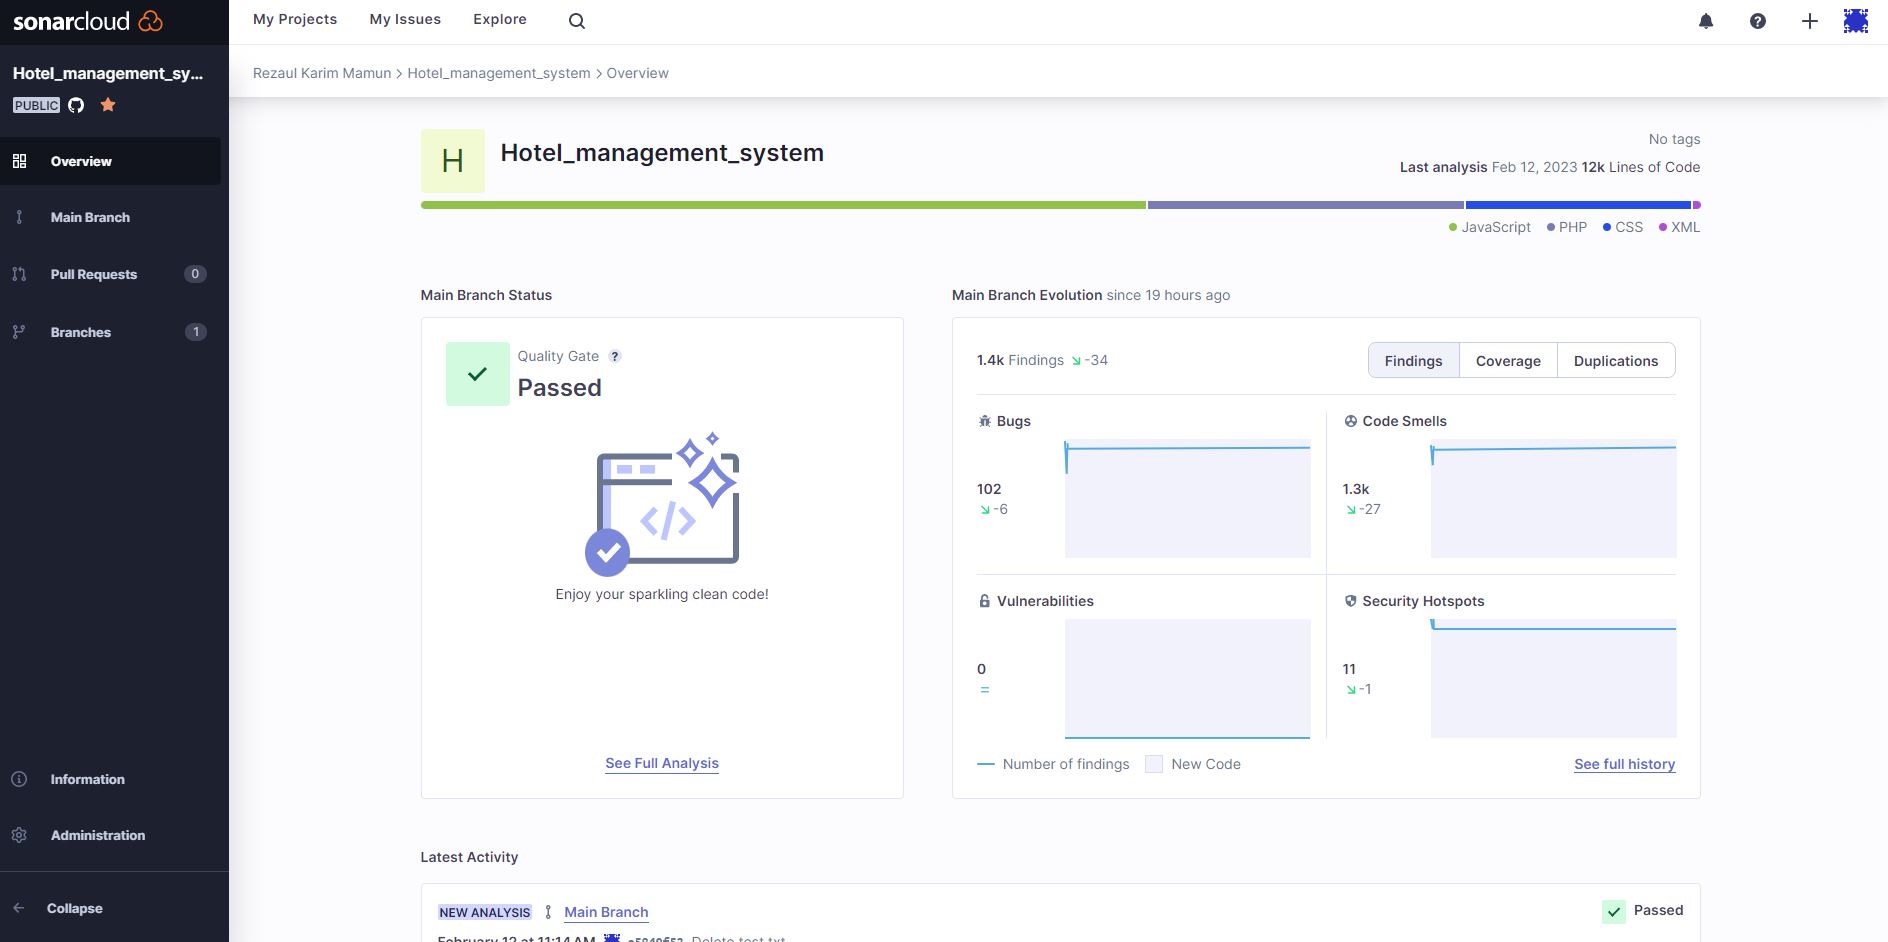 sonarcloud
My Projects My Issues Explore
Hotel_management_sy...
PUBLIC
Overview
Main Branch
Pull Requests 0
Branches 1
Information
Administration
Collapse
Rezaul Karim Mamun > Hotel_management_system > Overview
H
Hotel_management_system
No tags
Last analysis Feb 12, 2023 12k Lines of Code
JavaScript PHP CSS XML
Main Branch Status
Quality Gate ?
Passed
</>
Enjoy your sparkling clean code!
See Full Analysis
Main Branch Evolution since 19 hours ago
1.4k Findings -34
Findings Coverage Duplications
Bugs
102
-6
Code Smells
1.3k
-27
Vulnerabilities
0
=
Security Hotspots
11
-1
Number of findings New Code
See full history
Latest Activity
NEW ANALYSIS Main Branch
Passed
February 12 at 11:14 AM Delete test.txt